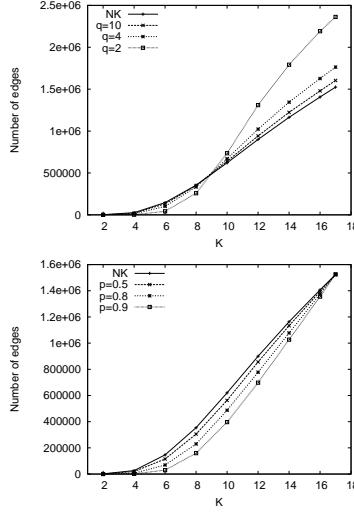 NK
q=10
q=4
q=2
Number of edges
2.5e+06
2e+06
1.5e+06
1e+06
500000
0
2 4 6 8 10 12 14 16 18
K
NK
p=0.5
p=0.8
p=0.9
Number of edges
1.6e+06
1.4e+06
1.2e+06
1e+06
800000
600000
400000
200000
0
2 4 6 8 10 12 14 16 18
K